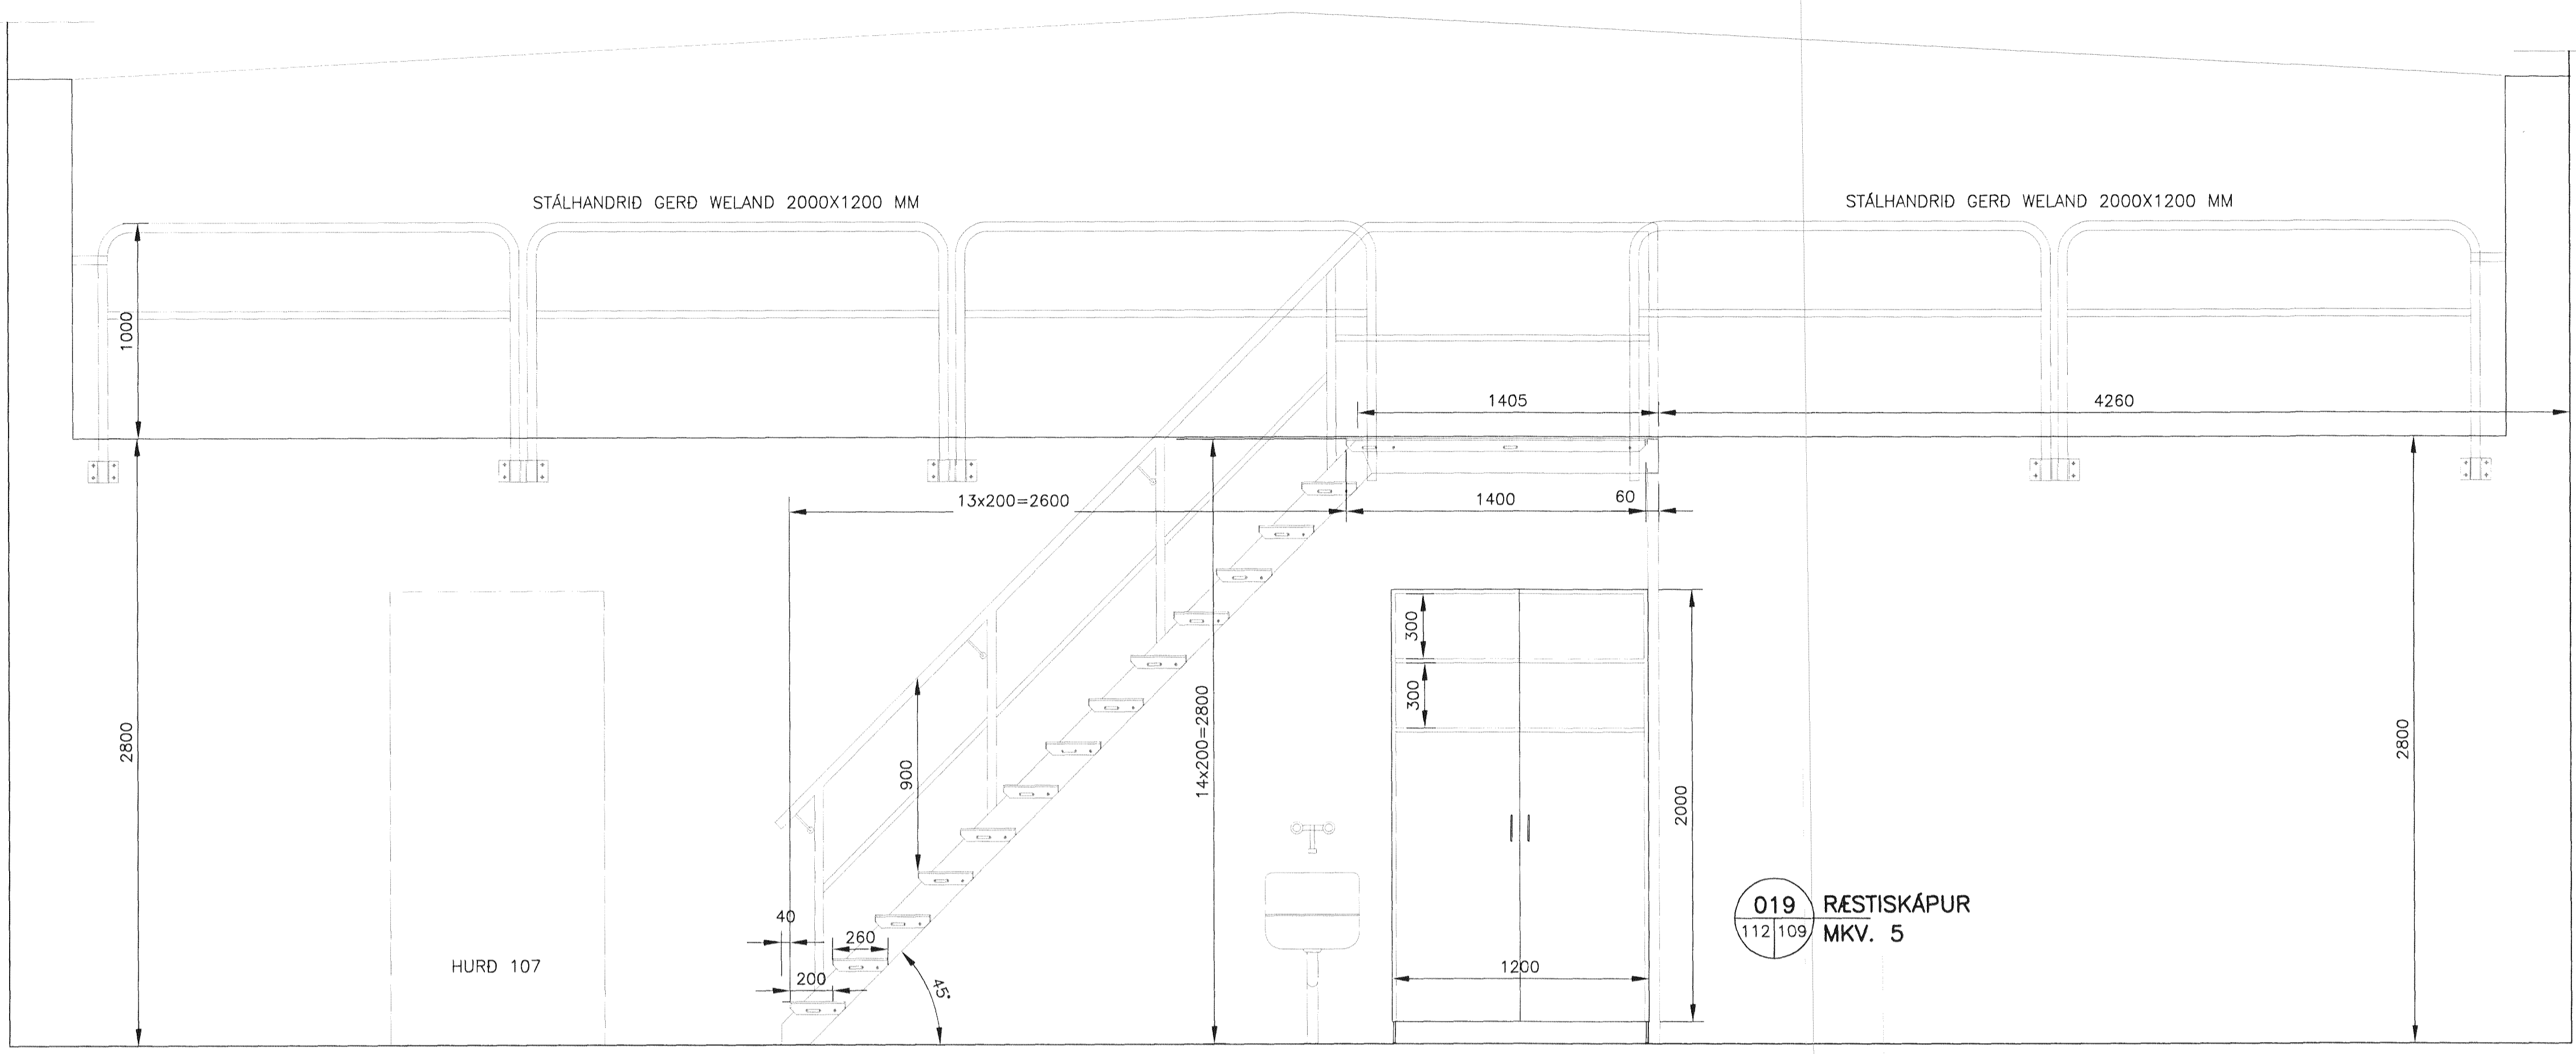 STÁLHANDRIÐ GERÐ WELAND 2000X1200 MM
STÁLHANDRIÐ GERÐ WELAND 2000X1200 MM
1000
1405
4260
13x200=2600
1400
60
300
300
2800
900
14x200=2800
2000
2800
40
260
200
45°
HURÐ 107
1200
019
112 109
RÆSTISKÁPUR
MKV. 5